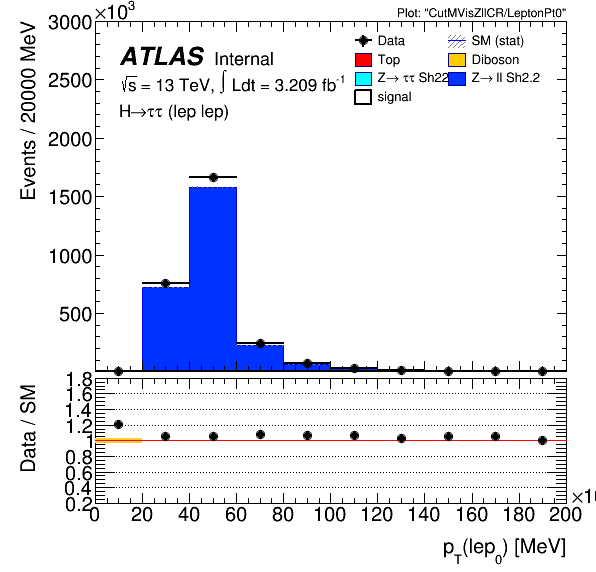 Plot: "CutMVisZllCR/LeptonPt0"
×10³
3000
2500
2000
1500
1000
500
Events / 20000 MeV
ATLAS Internal
√s = 13 TeV, ∫ Ldt = 3.209 fb⁻¹
H→ττ (lep lep)
Data
SM (stat)
Top
Diboson
Z→ ττ Sh22
Z→ ll Sh2.2
signal
Data / SM
1.8
1.6
1.4
1.2
1
0.8
0.6
0.4
0.2
0 20 40 60 80 100 120 140 160 180 200
×10
p_T(lep_0) [MeV]